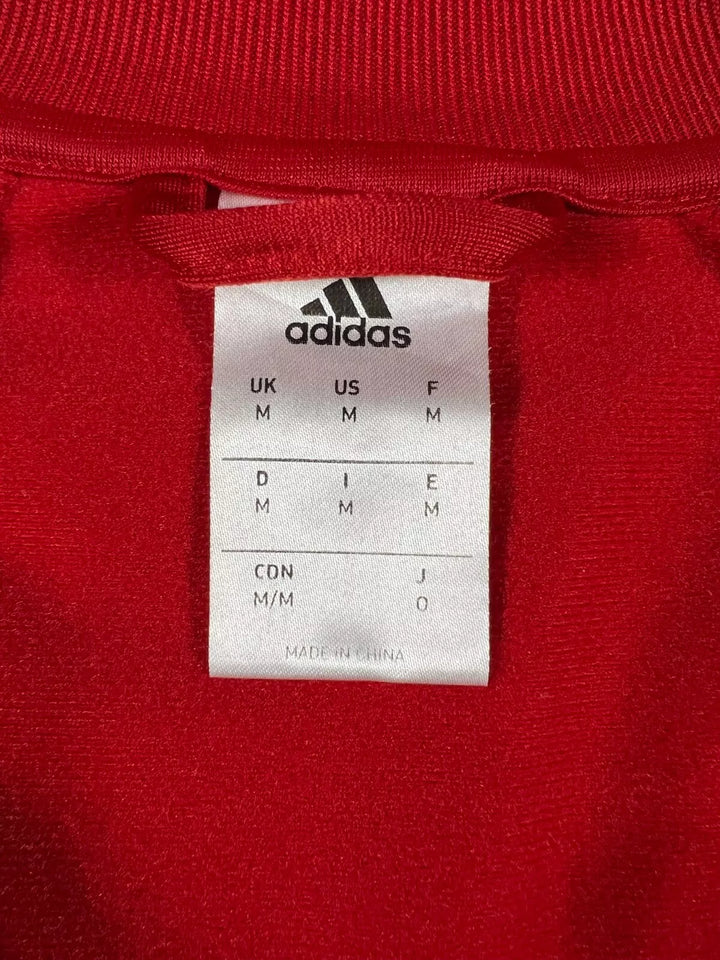 adidas
UK US F
M M M
D I E
M M M
CDN J
M/M O
MADE IN CHINA